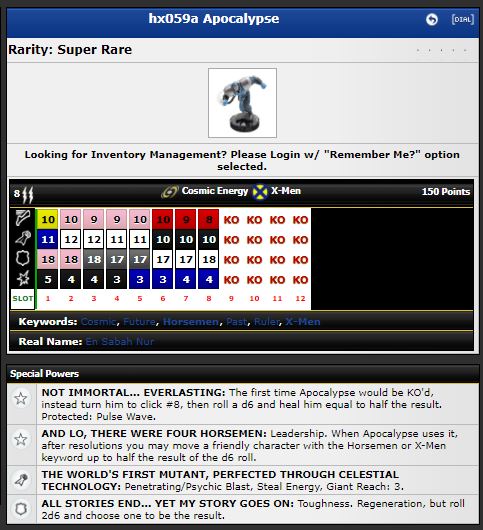 hx059a Apocalypse
[DIAL]
Rarity: Super Rare
Looking for Inventory Management? Please Login w/ "Remember Me?" option
selected.
8 Cosmic Energy X-Men 150 Points
10 10 9 9 10 10 9 8 KO KO KO KO
11 12 12 11 11 10 10 10 KO KO KO KO
18 18 18 17 17 17 17 18 KO KO KO KO
5 4 4 3 3 3 4 4 KO KO KO KO
SLOT 1 2 3 4 5 6 7 8 9 10 11 12
Keywords: Cosmic, Future, Horsemen, Past, Ruler, X-Men
Real Name: En Sabah Nur
Special Powers
NOT IMMORTAL... EVERLASTING: The first time Apocalypse would be KO'd,
instead turn him to click #8, then roll a d6 and heal him equal to half the result.
Protected: Pulse Wave.
AND LO, THERE WERE FOUR HORSEMEN: Leadership. When Apocalypse uses it,
after resolutions you may move a friendly character with the Horsemen or X-Men
keyword up to half the result of the d6 roll.
THE WORLD'S FIRST MUTANT, PERFECTED THROUGH CELESTIAL
TECHNOLOGY: Penetrating/Psychic Blast, Steal Energy, Giant Reach: 3.
ALL STORIES END... YET MY STORY GOES ON: Toughness. Regeneration, but roll
2d6 and choose one to be the result.